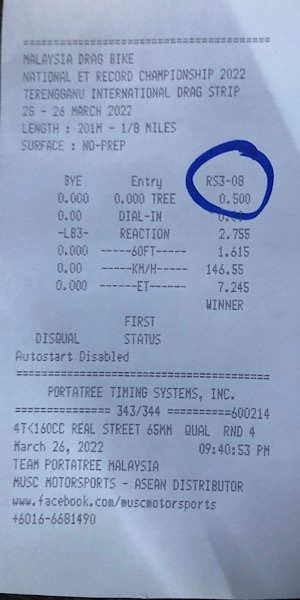 ========================================
MALAYSIA DRAG BIKE
NATIONAL ET RECORD CHAMPIONSHIP 2022
TERENGGANU INTERNATIONAL DRAG STRIP
25 - 26 MARCH 2022
LENGTH : 201M - 1/8 MILES
SURFACE : NO-PREP
BYE Entry RS3-08
0.000 0.000 TREE 0.500
0.00 DIAL-IN 0.00
-LB3- REACTION 2.755
0.000 -----60FT----- 1.615
0.00 -----KM/H----- 146.55
0.000 ------ET------ 7.245
WINNER
FIRST
DISQUAL STATUS
Autostart Disabled
========================================
PORTATREE TIMING SYSTEMS, INC.
=============== 343/344 ==========600214
4T<160CC REAL STREET 65MM QUAL RND 4
March 26, 2022 09:40:53 PM
TEAM PORTATREE MALAYSIA
MUSC MOTORSPORTS - ASEAN DISTRIBUTOR
www.facebook.com/muscmotorsports
+6016-6681490